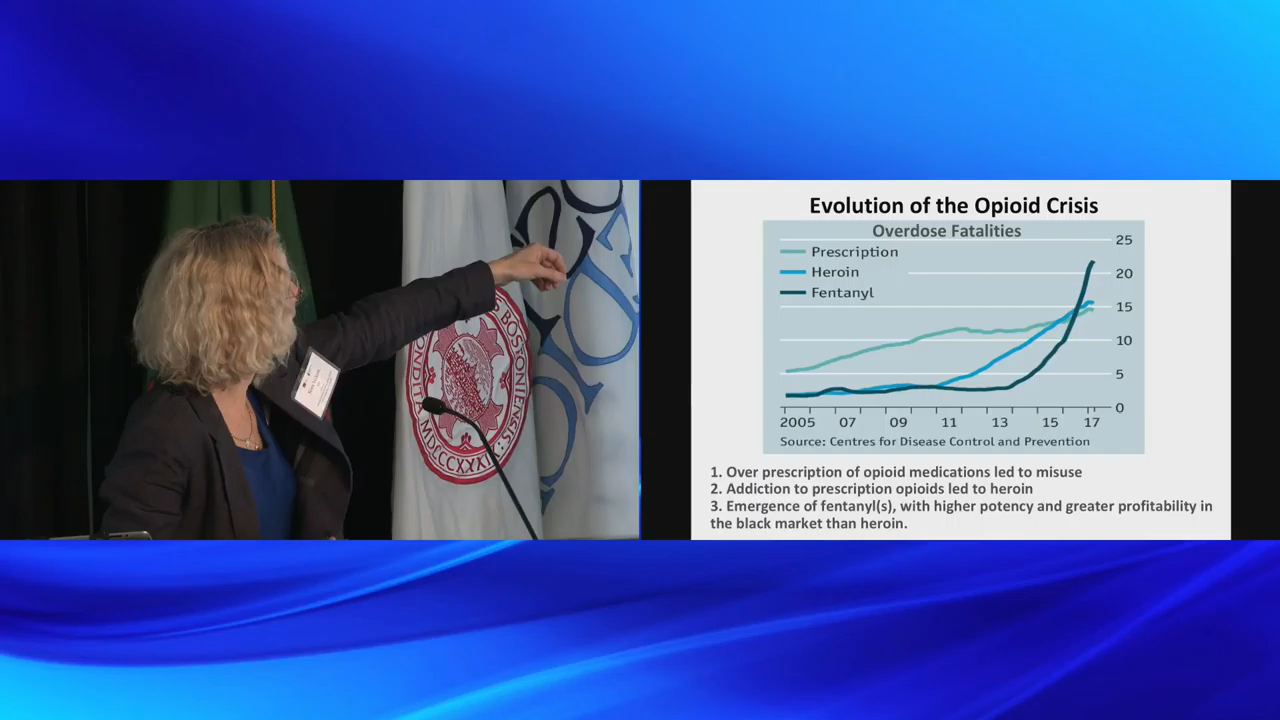 BOSTONIENSIS
Evolution of the Opioid Crisis
Overdose Fatalities
Prescription
Heroin
Fentanyl
25
20
15
10
5
0
2005 07 09 11 13 15 17
Source: Centres for Disease Control and Prevention
1. Over prescription of opioid medications led to misuse
2. Addiction to prescription opioids led to heroin
3. Emergence of fentanyl(s), with higher potency and greater profitability in
the black market than heroin.